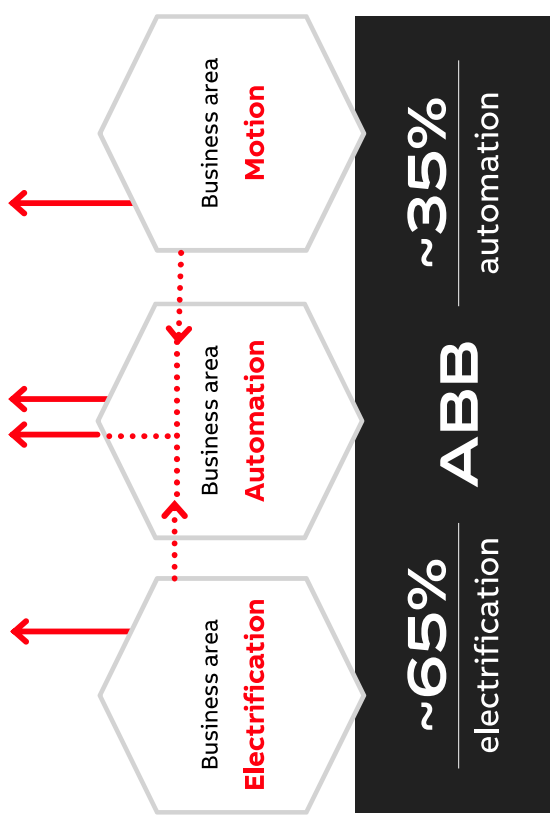 Business area
Electrification
Business area
Automation
Business area
Motion
~65%
electrification
ABB
~35%
automation